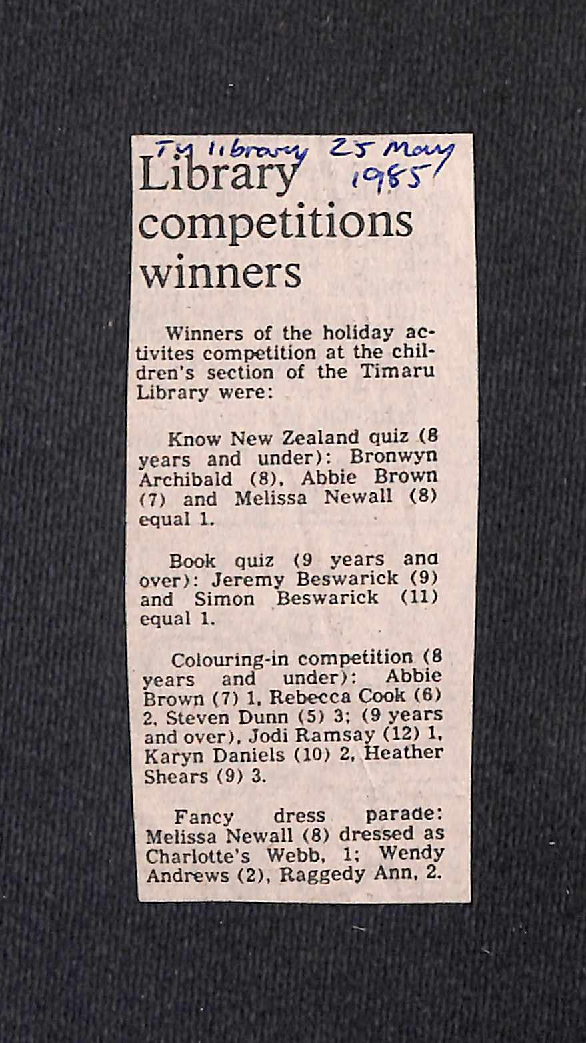 TU library 25 May
1985
Library
competitions
winners
Winners of the holiday ac-
tivites competition at the chil-
dren's section of the Timaru
Library were:
Know New Zealand quiz (8
years and under): Bronwyn
Archibald (8), Abbie Brown
(7) and Melissa Newall (8)
equal 1.
Book quiz (9 years and
over): Jeremy Beswarick (9)
and Simon Beswarick (11)
equal 1.
Colouring-in competition (8
years and under): Abbie
Brown (7) 1, Rebecca Cook (6)
2, Steven Dunn (5) 3; (9 years
and over), Jodi Ramsay (12) 1,
Karyn Daniels (10) 2, Heather
Shears (9) 3.
Fancy dress parade:
Melissa Newall (8) dressed as
Charlotte's Webb, 1; Wendy
Andrews (2), Raggedy Ann, 2.